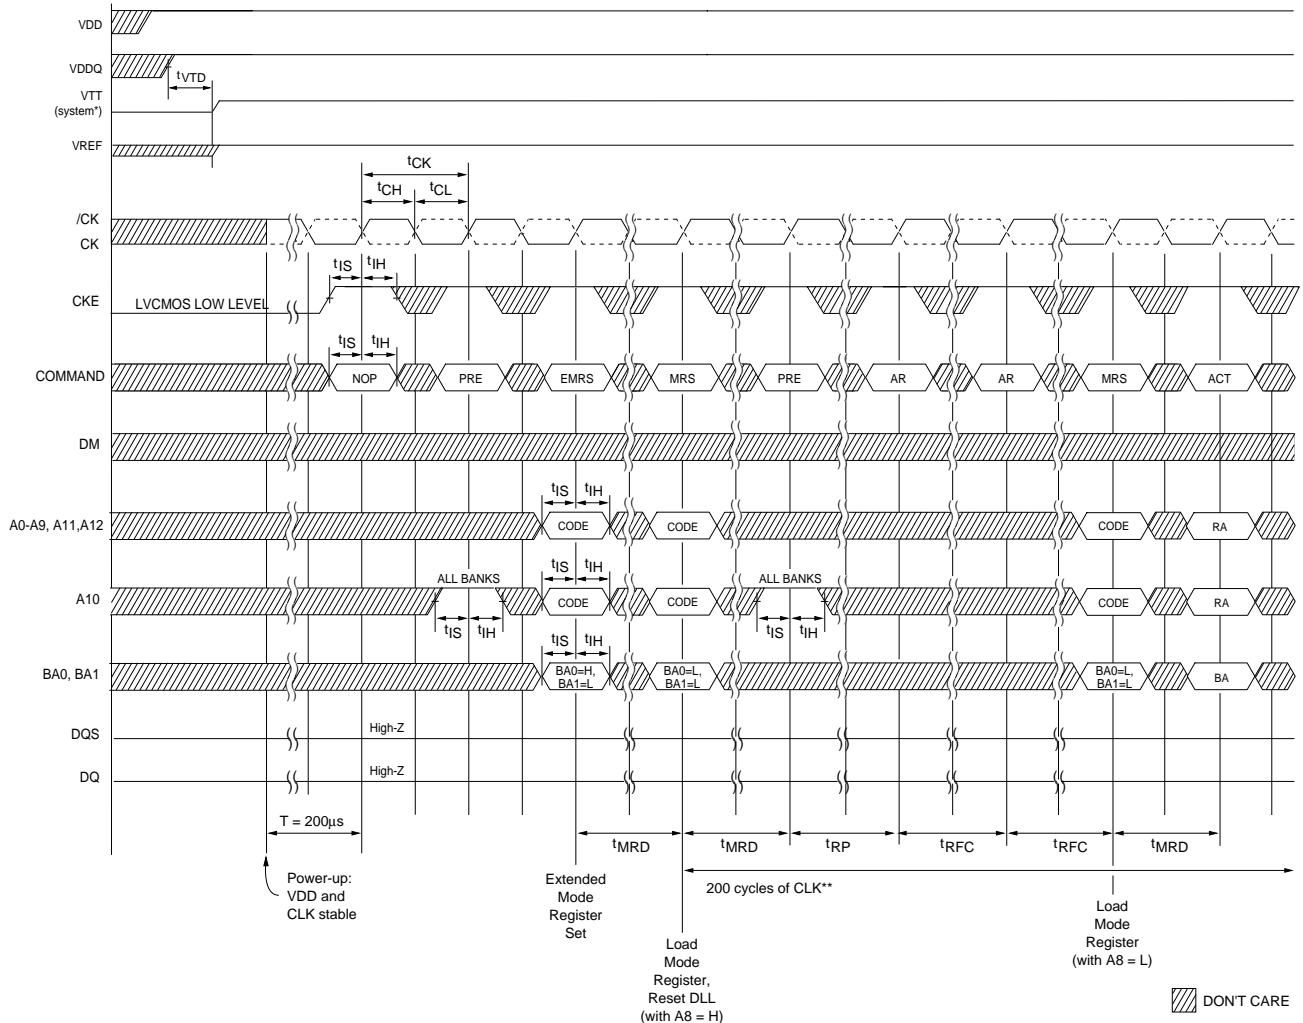 VDD
VDDQ
tVTD
VTT
(system*)
VREF
tCK
tCH
tCL
/CK
CK
tIS
tIH
CKE
LVCMOS LOW LEVEL
tIS
tIH
COMMAND
NOP
PRE
EMRS
MRS
PRE
AR
AR
MRS
ACT
DM
tIS
tIH
A0-A9, A11,A12
CODE
CODE
CODE
RA
ALL BANKS
tIS
tIH
ALL BANKS
A10
CODE
CODE
CODE
RA
tIS
tIH
tIS
tIH
tIS
tIH
BA0, BA1
BA0=H,
BA1=L
BA0=L,
BA1=L
BA0=L,
BA1=L
BA
DQS
High-Z
DQ
High-Z
T = 200µs
tMRD
tMRD
tRP
tRFC
tRFC
tMRD
Power-up:
VDD and
CLK stable
Extended
Mode
Register
Set
200 cycles of CLK**
Load
Mode
Register,
Reset DLL
(with A8 = H)
Load
Mode
Register
(with A8 = L)
DON'T CARE